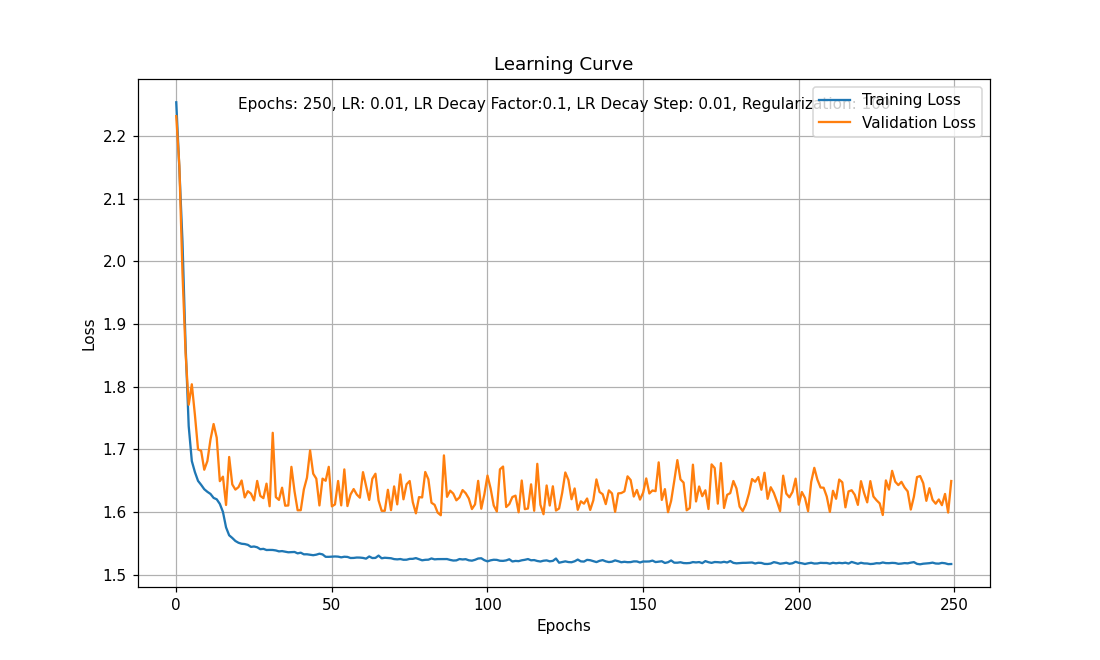 Learning Curve
Epochs: 250, LR: 0.01, LR Decay Factor:0.1, LR Decay Step: 0.01, Regularization: 100
Training Loss
Validation Loss
2.2
2.1
2.0
1.9
1.8
1.7
1.6
1.5
Loss
0 50 100 150 200 250
Epochs